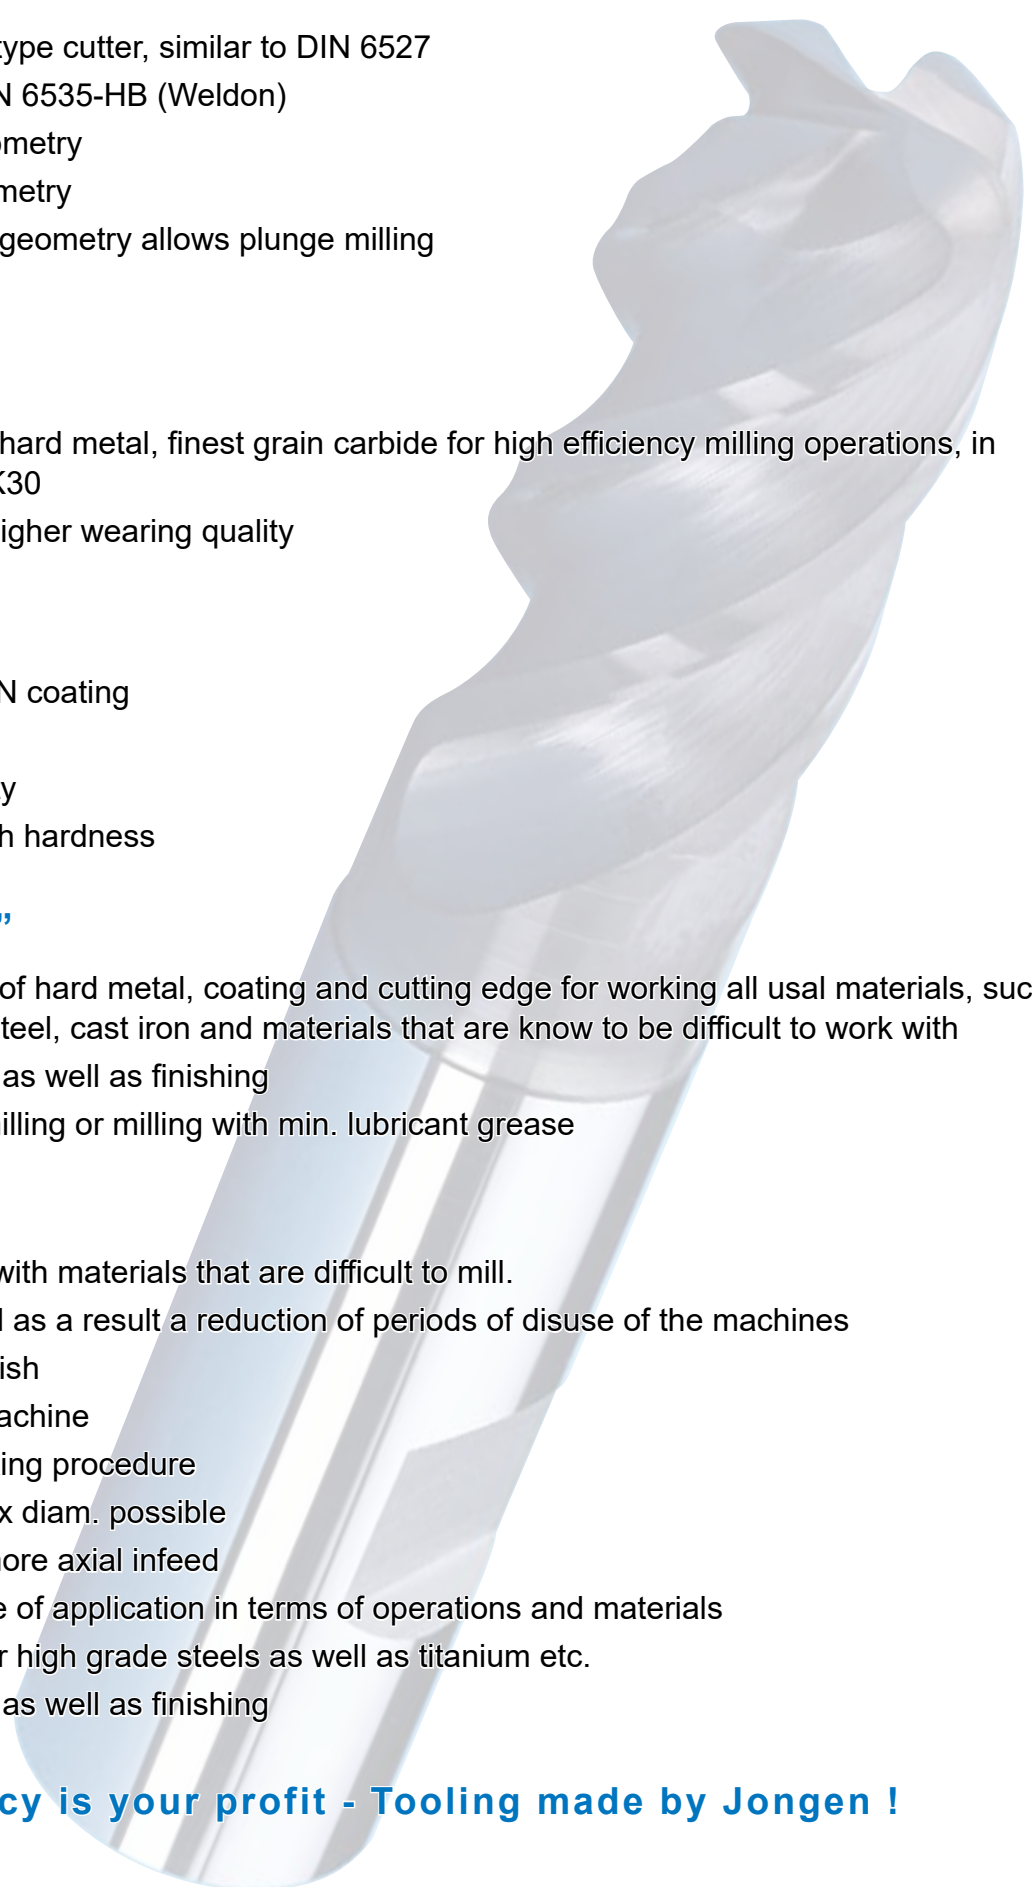 type cutter, similar to DIN 6527
N 6535-HB (Weldon)
ometry
metry
geometry allows plunge milling
hard metal, finest grain carbide for high efficiency milling operations, in
K30
igher wearing quality
N coating
y
h hardness
”
of hard metal, coating and cutting edge for working all usal materials, suc
teel, cast iron and materials that are know to be difficult to work with
as well as finishing
illing or milling with min. lubricant grease
with materials that are difficult to mill.
l as a result a reduction of periods of disuse of the machines
ish
achine
ing procedure
x diam. possible
nore axial infeed
e of application in terms of operations and materials
r high grade steels as well as titanium etc.
as well as finishing
cy is your profit - Tooling made by Jongen !